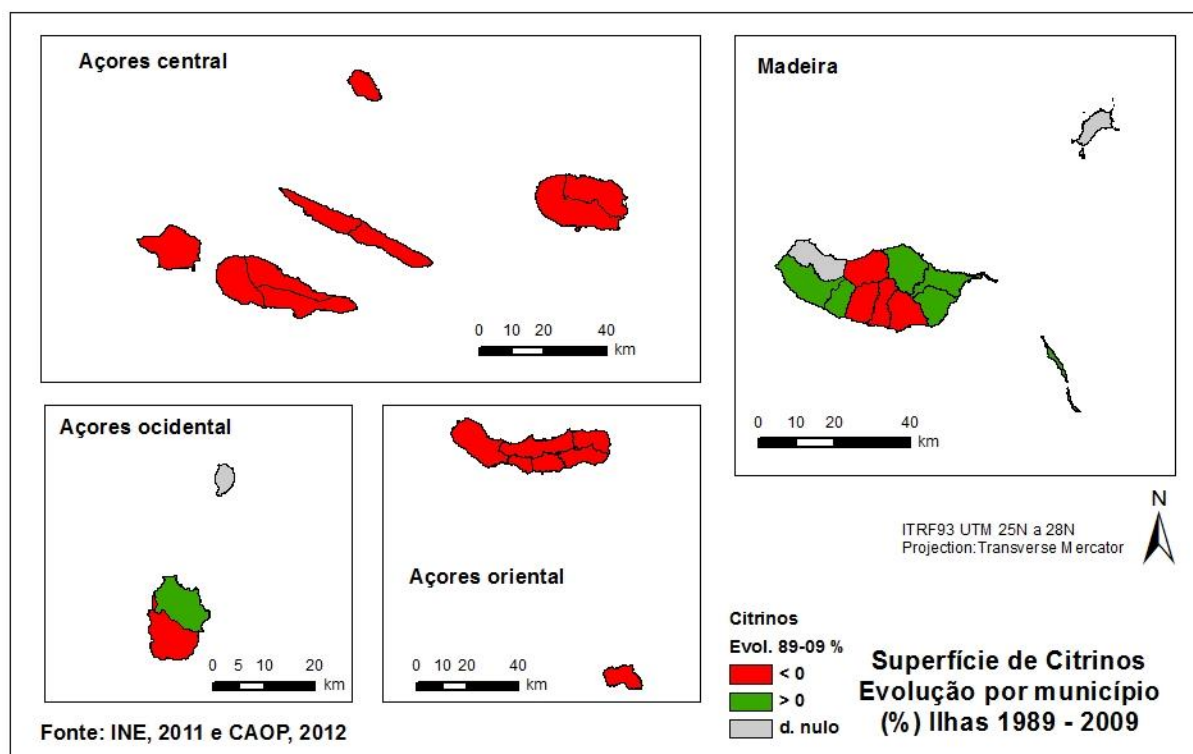 Açores central
0 10 20 40
km
Madeira
0 10 20 40
km
Açores ocidental
0 5 10 20
km
Açores oriental
0 10 20 40
km
N
ITRF93 UTM 25N a 28N
Projection:Transverse Mercator
Citrinos
Evol. 89-09 %
< 0
> 0
d. nulo
Superfície de Citrinos
Evolução por município
(%) Ilhas 1989 - 2009
Fonte: INE, 2011 e CAOP, 2012